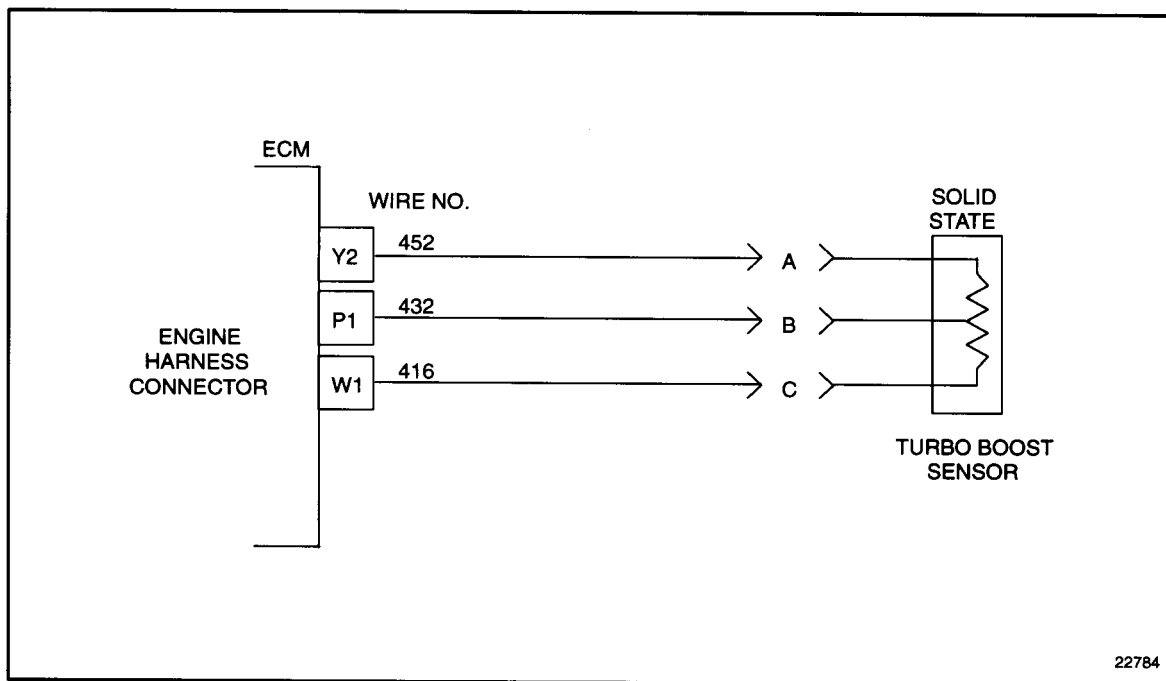 ECM
WIRE NO.
Y2 452 A
P1 432 B
W1 416 C
ENGINE
HARNESS
CONNECTOR
SOLID
STATE
TURBO BOOST
SENSOR
22784